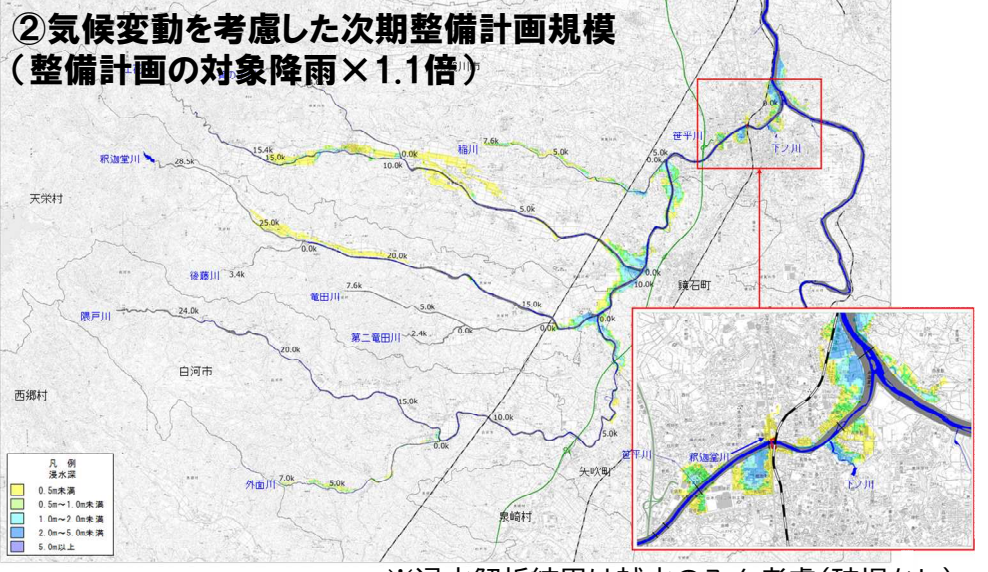 ②気候変動を考慮した次期整備計画規模
（整備計画の対象降雨×1.1倍）
笹平川
下ノ川
釈迦堂川
28.5k
15.4k
15.0k
0.0k
10.0k
稲川
7.6k
5.0k
5.0k
0.0k
天栄村
5.0k
25.0k
0.0k
20.0k
0.0k
10.0k
鏡石町
後藤川
3.4k
竜田川
7.6k
5.0k
15.0k
0.0k
0.0k
隈戸川
24.0k
第二竜田川
2.4k
0.0k
20.0k
白河市
西郷村
15.0k
10.0k
0.0k
5.0k
矢吹町
外面川
7.0k
5.0k
泉崎村
凡 例
浸水深
0.5m未満
0.5m～1.0m未満
1.0m～2.0m未満
2.0m～5.0m未満
5.0m以上
笹平川
釈迦堂川
下ノ川